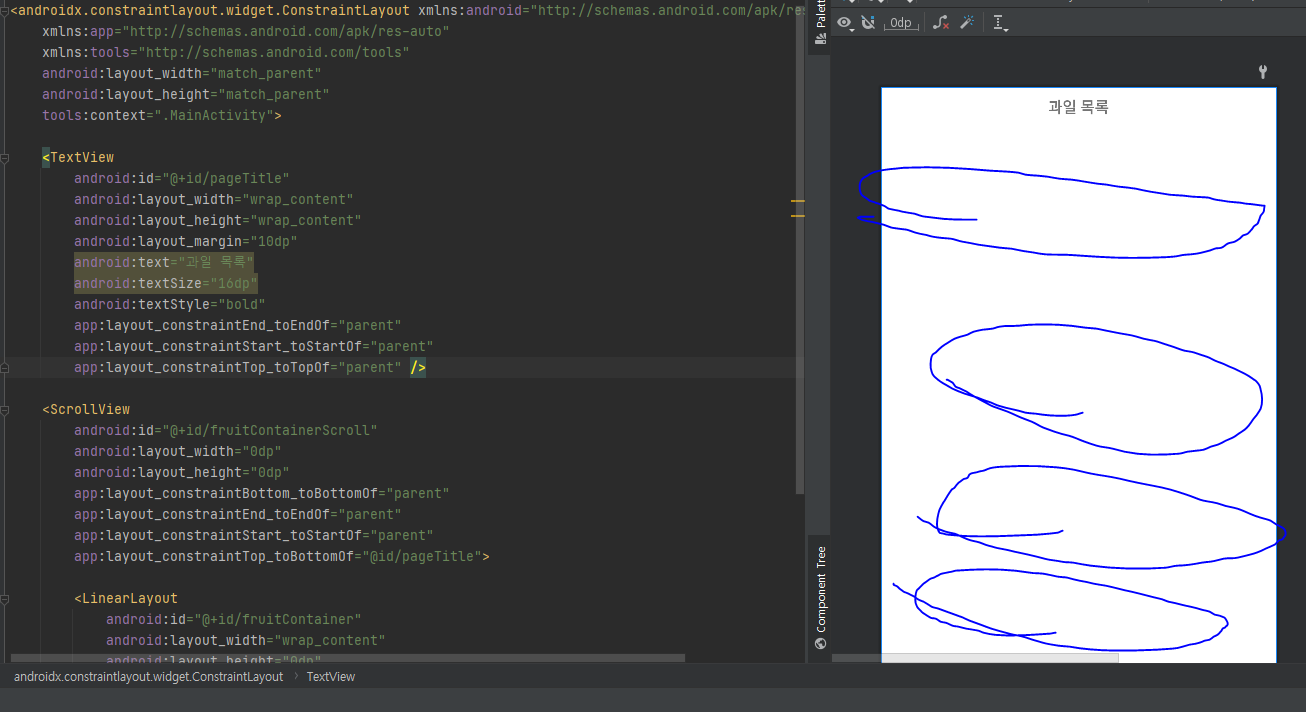 <androidx.constraintlayout.widget.ConstraintLayout xmlns:android="http://schemas.android.com/apk/res
xmlns:app="http://schemas.android.com/apk/res-auto"
xmlns:tools="http://schemas.android.com/tools"
android:layout_width="match_parent"
android:layout_height="match_parent"
tools:context=".MainActivity">
<TextView
android:id="@+id/pageTitle"
android:layout_width="wrap_content"
android:layout_height="wrap_content"
android:layout_margin="10dp"
android:text="과일 목록"
android:textSize="16dp"
android:textStyle="bold"
app:layout_constraintEnd_toEndOf="parent"
app:layout_constraintStart_toStartOf="parent"
app:layout_constraintTop_toTopOf="parent" />
<ScrollView
android:id="@+id/fruitContainerScroll"
android:layout_width="0dp"
android:layout_height="0dp"
app:layout_constraintBottom_toBottomOf="parent"
app:layout_constraintEnd_toEndOf="parent"
app:layout_constraintStart_toStartOf="parent"
app:layout_constraintTop_toBottomOf="@id/pageTitle">
<LinearLayout
android:id="@+id/fruitContainer"
android:layout_width="wrap_content"
android:layout_height="0dp"
androidx.constraintlayout.widget.ConstraintLayout › TextView
Palett
0dp
과일 목록
Component Tree